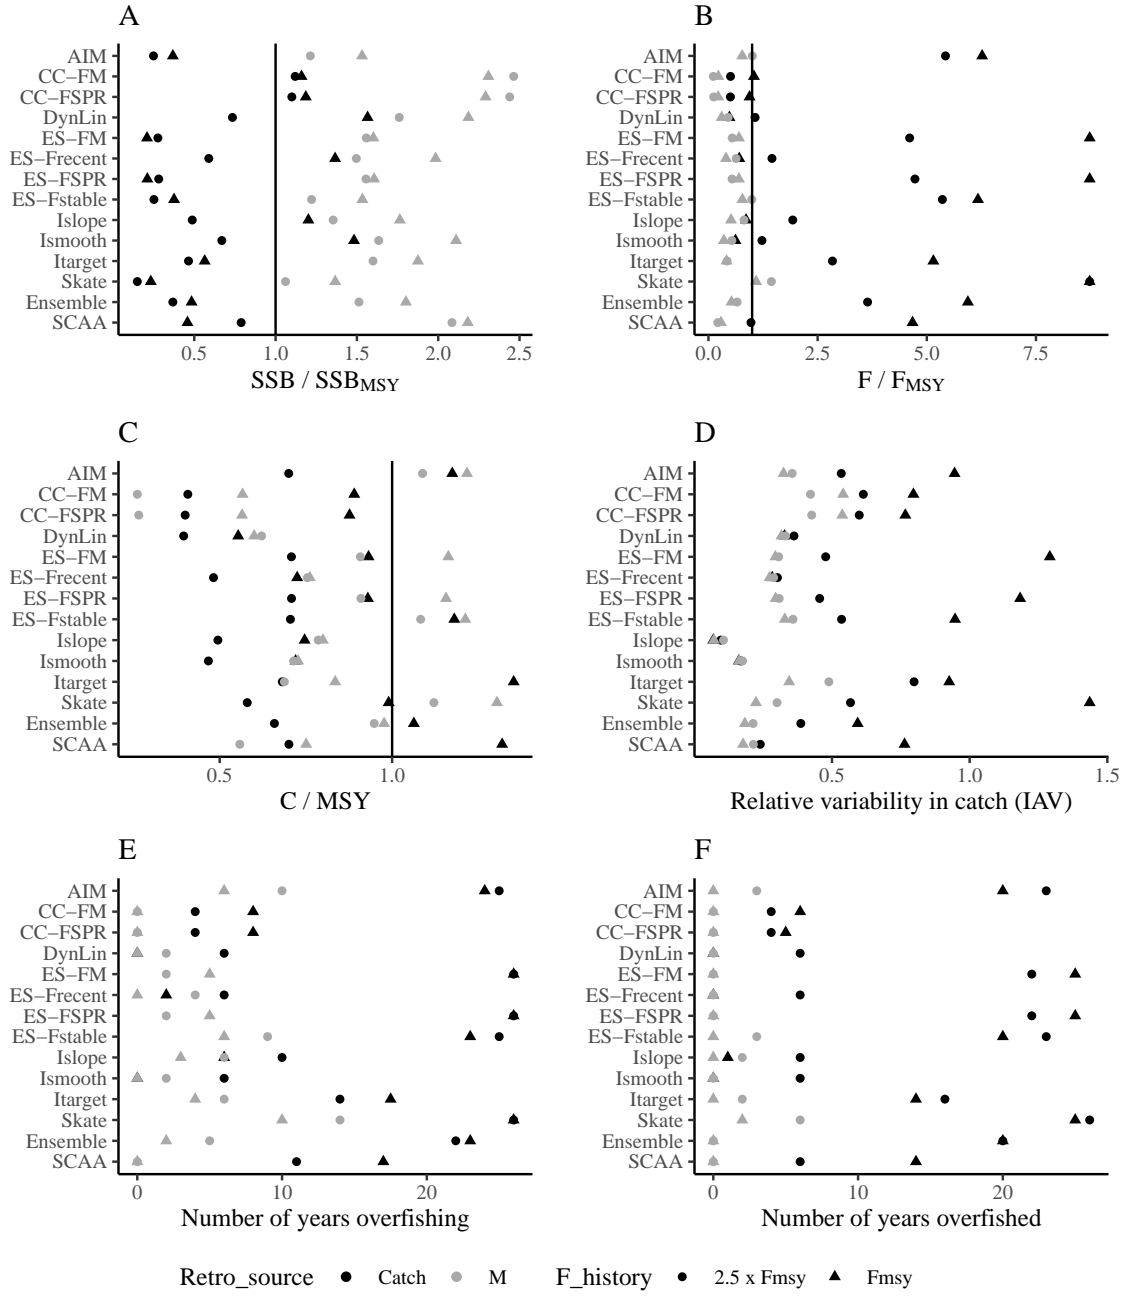 A
AIM
CC−FM
CC−FSPR
DynLin
ES−FM
ES−Frecent
ES−FSPR
ES−Fstable
Islope
Ismooth
Itarget
Skate
Ensemble
SCAA
0.5 1.0 1.5 2.0 2.5
SSB / SSBMSY
B
AIM
CC−FM
CC−FSPR
DynLin
ES−FM
ES−Frecent
ES−FSPR
ES−Fstable
Islope
Ismooth
Itarget
Skate
Ensemble
SCAA
0.0 2.5 5.0 7.5
F / FMSY
C
AIM
CC−FM
CC−FSPR
DynLin
ES−FM
ES−Frecent
ES−FSPR
ES−Fstable
Islope
Ismooth
Itarget
Skate
Ensemble
SCAA
0.5 1.0
C / MSY
D
AIM
CC−FM
CC−FSPR
DynLin
ES−FM
ES−Frecent
ES−FSPR
ES−Fstable
Islope
Ismooth
Itarget
Skate
Ensemble
SCAA
0.5 1.0 1.5
Relative variability in catch (IAV)
E
AIM
CC−FM
CC−FSPR
DynLin
ES−FM
ES−Frecent
ES−FSPR
ES−Fstable
Islope
Ismooth
Itarget
Skate
Ensemble
SCAA
0 10 20
Number of years overfishing
F
AIM
CC−FM
CC−FSPR
DynLin
ES−FM
ES−Frecent
ES−FSPR
ES−Fstable
Islope
Ismooth
Itarget
Skate
Ensemble
SCAA
0 10 20
Number of years overfished
Retro_source Catch M F_history 2.5 x Fmsy Fmsy